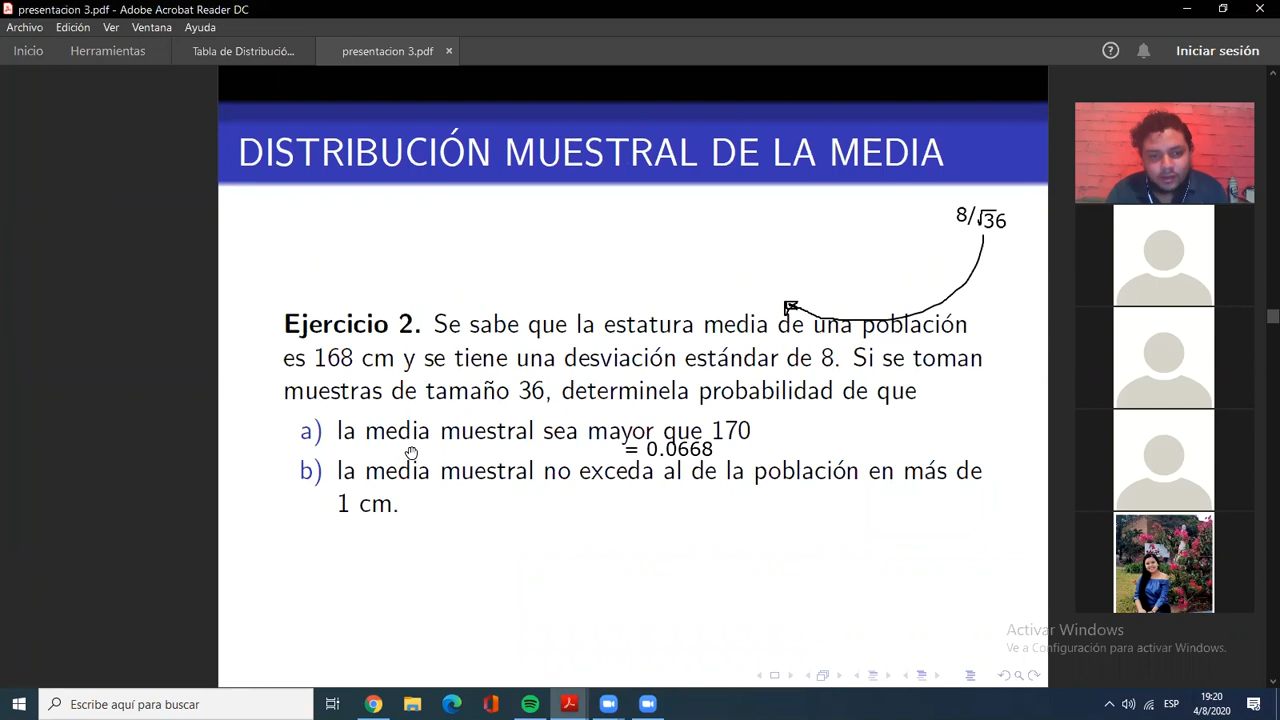 presentacion 3.pdf - Adobe Acrobat Reader DC
Archivo Edición Ver Ventana Ayuda
Inicio Herramientas Tabla de Distribució... presentacion 3.pdf × Iniciar sesión
DISTRIBUCIÓN MUESTRAL DE LA MEDIA
8/√36
Ejercicio 2. Se sabe que la estatura media de una población
es 168 cm y se tiene una desviación estándar de 8. Si se toman
muestras de tamaño 36, determinela probabilidad de que
a) la media muestral sea mayor que 170
= 0.0668
b) la media muestral no exceda al de la población en más de
1 cm.
Activar Windows
Ve a Configuración para activar Windows.
Escribe aquí para buscar
ESP
19:20
4/8/2020